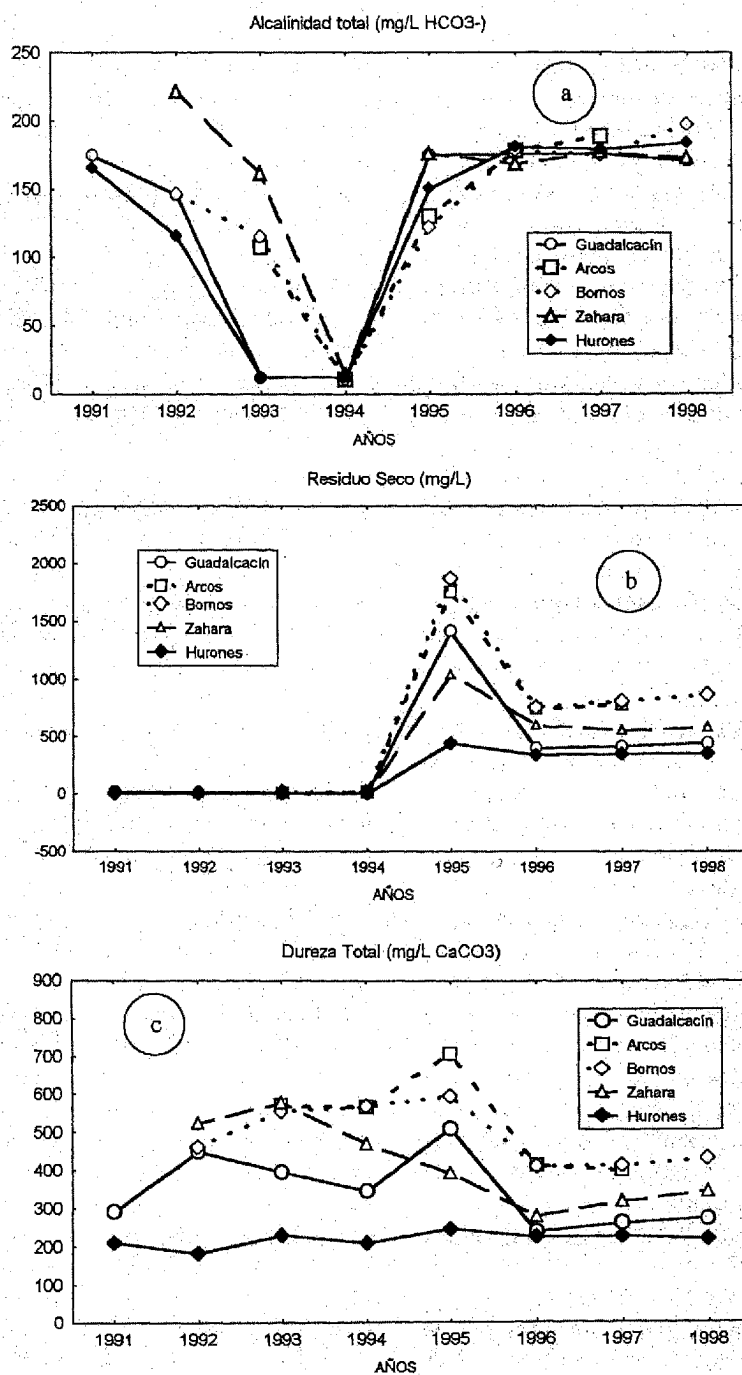 Alcalinidad total (mg/L HCO3-)
250
200
150
100
50
0
a
Guadalcacín
Arcos
Bornos
Zahara
Hurones
1991 1992 1993 1994 1995 1996 1997 1998
AÑOS
Residuo Seco (mg/L)
2500
2000
1500
1000
500
0
-500
Guadalcacín
Arcos
Bornos
Zahara
Hurones
b
1991 1992 1993 1994 1995 1996 1997 1998
AÑOS
Dureza Total (mg/L CaCO3)
900
800
700
600
500
400
300
200
100
0
c
Guadalcacín
Arcos
Bornos
Zahara
Hurones
1991 1992 1993 1994 1995 1996 1997 1998
AÑOS